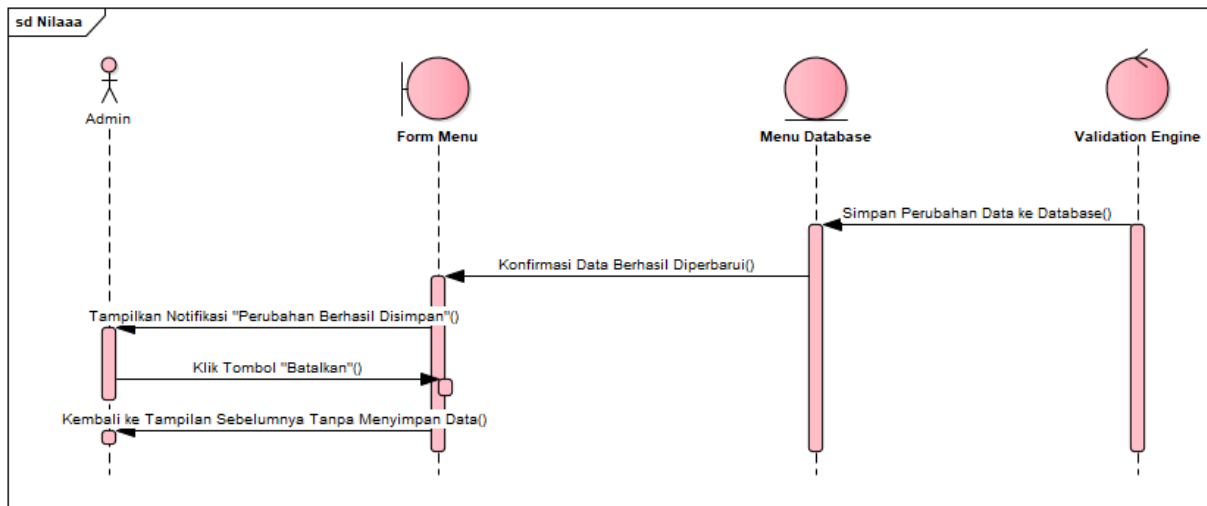 sd Nilaaa
Admin
Form Menu
Menu Database
Validation Engine
Simpan Perubahan Data ke Database()
Konfirmasi Data Berhasil Diperbarui()
Tampilkan Notifikasi "Perubahan Berhasil Disimpan"()
Klik Tombol "Batalkan"()
Kembali ke Tampilan Sebelumnya Tanpa Menyimpan Data()